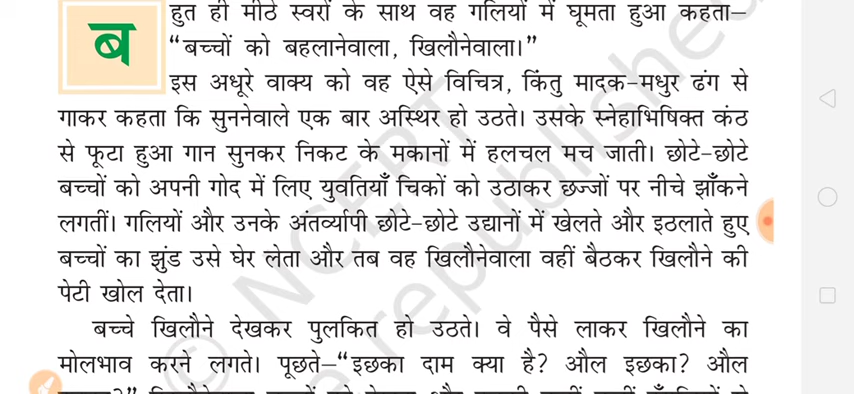 बहुत ही मीठे स्वरों के साथ वह गलियों में घूमता हुआ कहता–
“बच्चों को बहलानेवाला, खिलौनेवाला।”
इस अधूरे वाक्य को वह ऐसे विचित्र, किंतु मादक-मधुर ढंग से
गाकर कहता कि सुननेवाले एक बार अस्थिर हो उठते। उसके स्नेहाभिषिक्त कंठ
से फूटा हुआ गान सुनकर निकट के मकानों में हलचल मच जाती। छोटे-छोटे
बच्चों को अपनी गोद में लिए युवतियाँ चिकों को उठाकर छज्जों पर नीचे झाँकने
लगतीं। गलियों और उनके अंतर्व्यापी छोटे-छोटे उद्यानों में खेलते और इठलाते हुए
बच्चों का झुंड उसे घेर लेता और तब वह खिलौनेवाला वहीं बैठकर खिलौने की
पेटी खोल देता।
बच्चे खिलौने देखकर पुलकित हो उठते। वे पैसे लाकर खिलौने का
मोलभाव करने लगते। पूछते–“इछका दाम क्या है? औल इछका? औल
© NCERT
republished